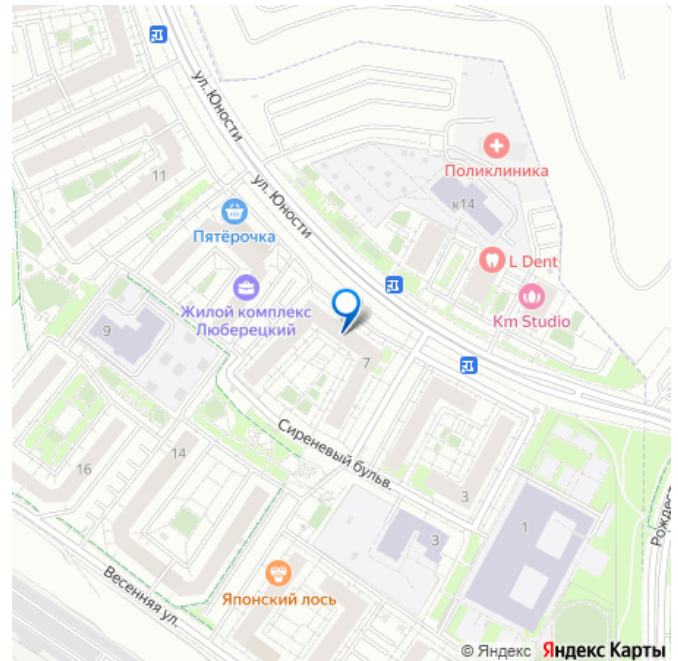 ул. Юности
Поликлиника
11
ул. Юности
к14
Пятёрочка
L Dent
Жилой комплекс
Люберецкий
Km Studio
9
7
Сиреневый бульв.
16
14
3
1
3
Рождест
Весенняя ул.
Японский лось
© Яндекс Яндекс Карты